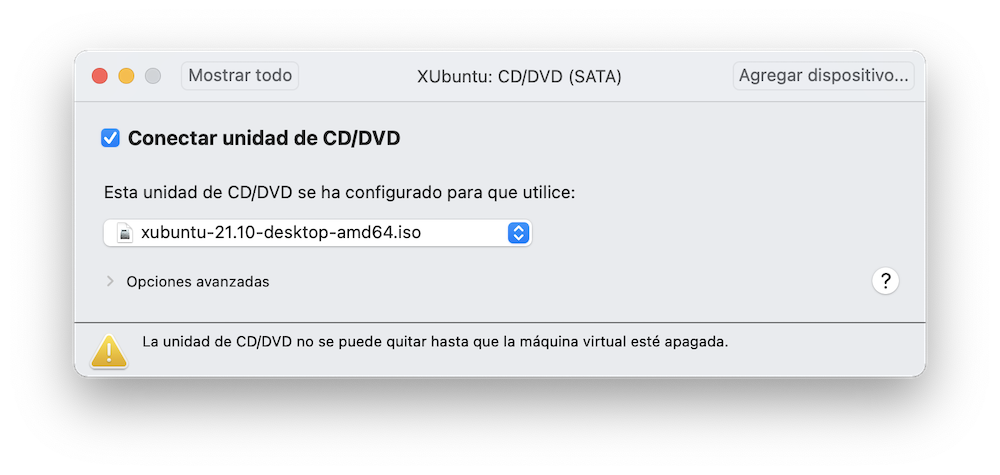 Mostrar todo
XUbuntu: CD/DVD (SATA)
Agregar dispositivo...
Conectar unidad de CD/DVD
Esta unidad de CD/DVD se ha configurado para que utilice:
xubuntu-21.10-desktop-amd64.iso
Opciones avanzadas
?
La unidad de CD/DVD no se puede quitar hasta que la máquina virtual esté apagada.